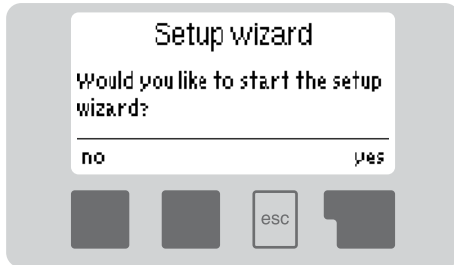 Setup wizard
Would you like to start the setup
wizard?
no yes
esc